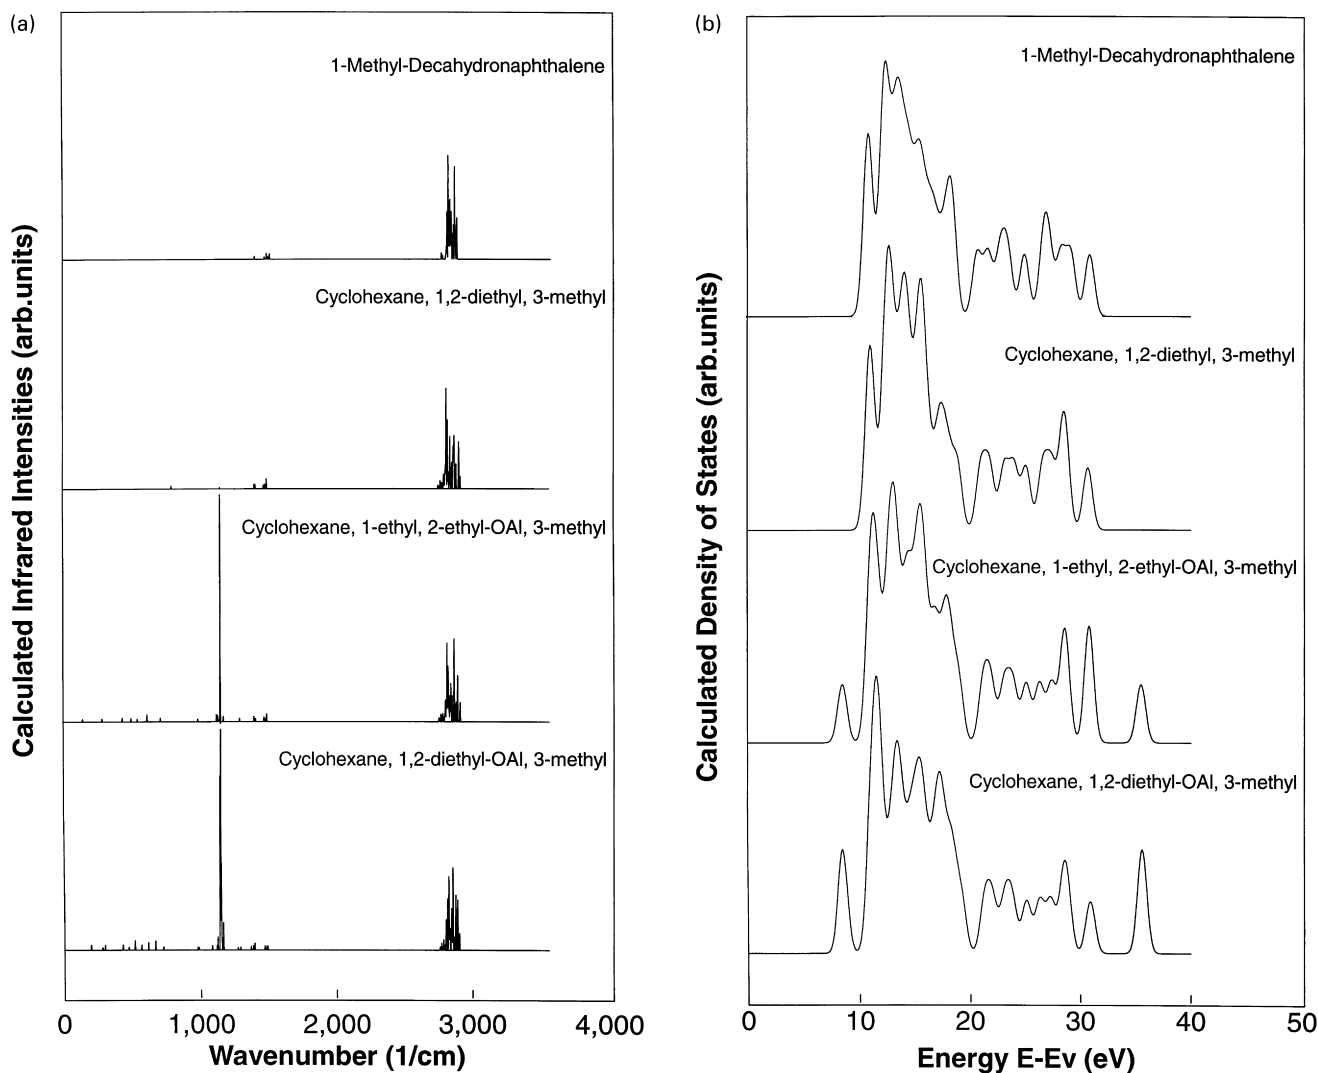 (a)
1-Methyl-Decahydronaphthalene
Cyclohexane, 1,2-diethyl, 3-methyl
Cyclohexane, 1-ethyl, 2-ethyl-OAl, 3-methyl
Cyclohexane, 1,2-diethyl-OAl, 3-methyl
Calculated Infrared Intensities (arb.units)
0 1,000 2,000 3,000 4,000
Wavenumber (1/cm)
(b)
1-Methyl-Decahydronaphthalene
Cyclohexane, 1,2-diethyl, 3-methyl
Cyclohexane, 1-ethyl, 2-ethyl-OAl, 3-methyl
Cyclohexane, 1,2-diethyl-OAl, 3-methyl
Calculated Density of States (arb.units)
0 10 20 30 40 50
Energy E-Ev (eV)